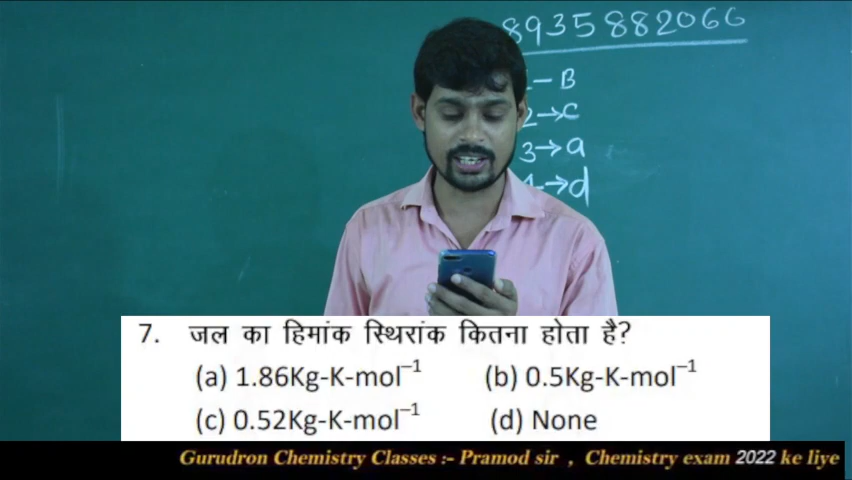 8935882066
– B
2→C
3→a
→d
7. जल का हिमांक स्थिरांक कितना होता है?
(a) 1.86Kg-K-mol⁻¹ (b) 0.5Kg-K-mol⁻¹
(c) 0.52Kg-K-mol⁻¹ (d) None
Gurudron Chemistry Classes :- Pramod sir , Chemistry exam 2022 ke liye